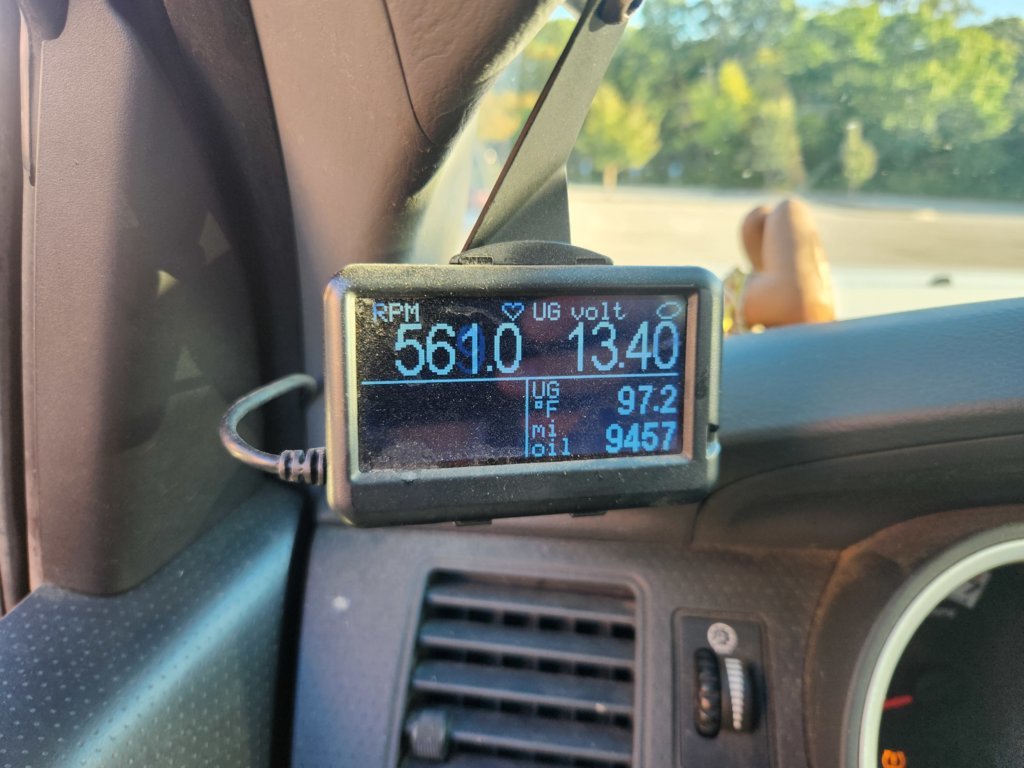 RPM UG volt
561.0 13.40
UG °F 97.2
mi oil 9457